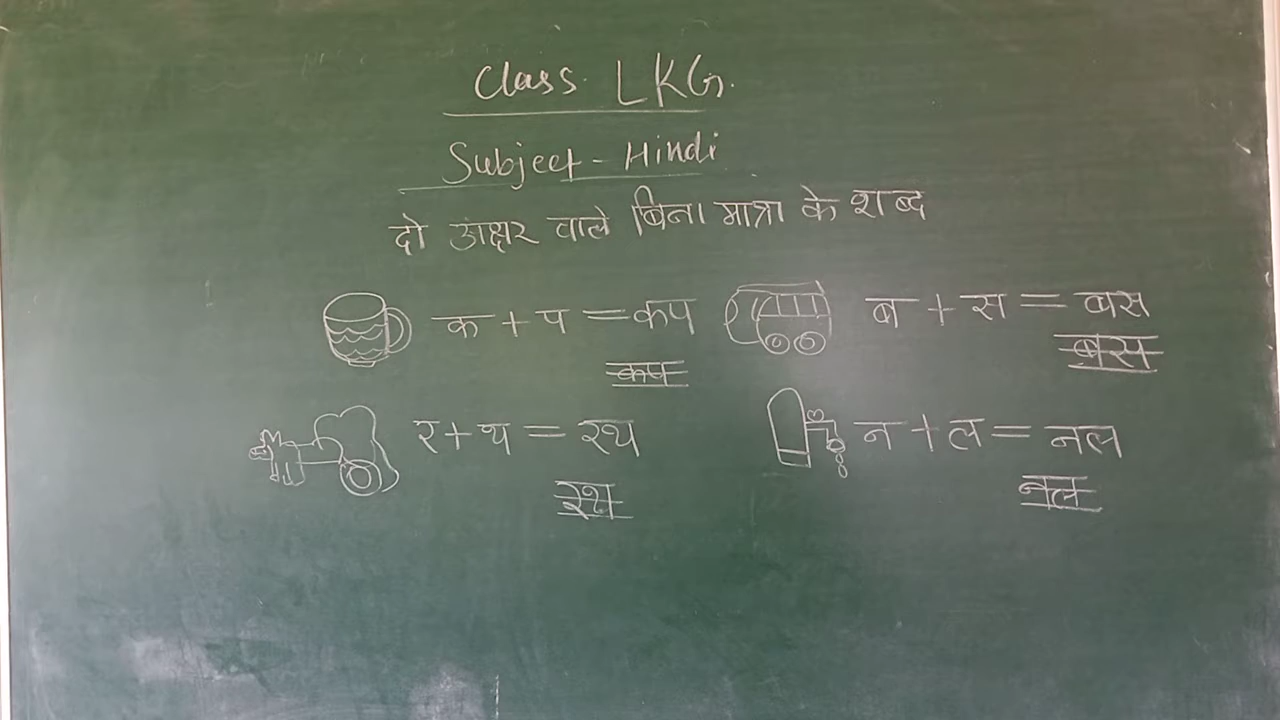 Class LKG.
Subject - Hindi
दो अक्षर वाले बिना मात्रा के शब्द
क + प = कप
कप
ब + स = बस
बस
र + थ = रथ
रथ
न + ल = नल
नल